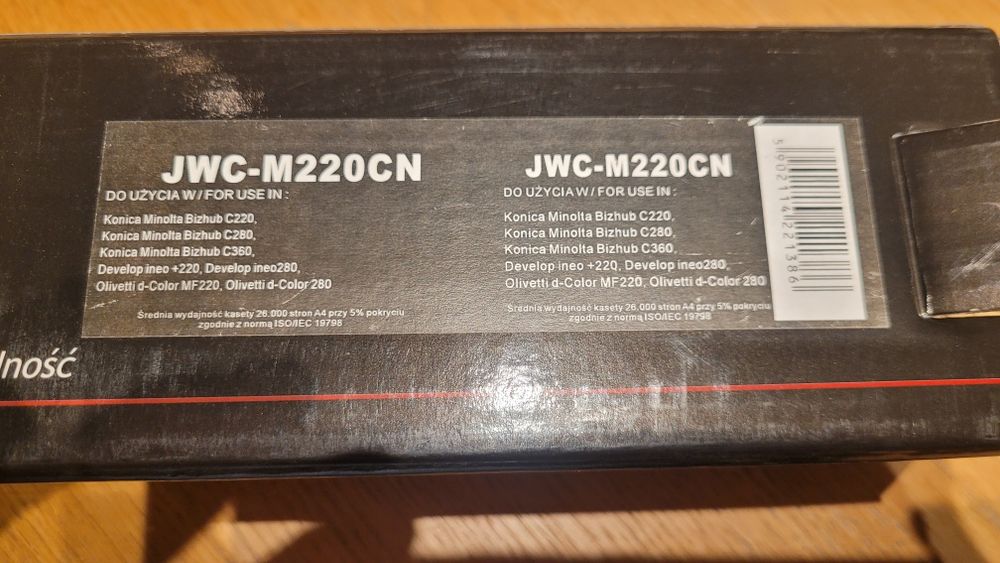 JWC-M220CN
DO UŻYCIA W / FOR USE IN :
Konica Minolta Bizhub C220,
Konica Minolta Bizhub C280,
Konica Minolta Bizhub C360,
Develop ineo +220, Develop ineo280,
Olivetti d-Color MF220, Olivetti d-Color 280
Średnia wydajność kasety 26.000 stron A4 przy 5% pokryciu
zgodnie z normą ISO/IEC 19798
JWC-M220CN
DO UŻYCIA W / FOR USE IN :
Konica Minolta Bizhub C220,
Konica Minolta Bizhub C280,
Konica Minolta Bizhub C360,
Develop ineo +220, Develop ineo280,
Olivetti d-Color MF220, Olivetti d-Color 280
Średnia wydajność kasety 26.000 stron A4 przy 5% pokryciu
zgodnie z normą ISO/IEC 19798
5902114221386
lność